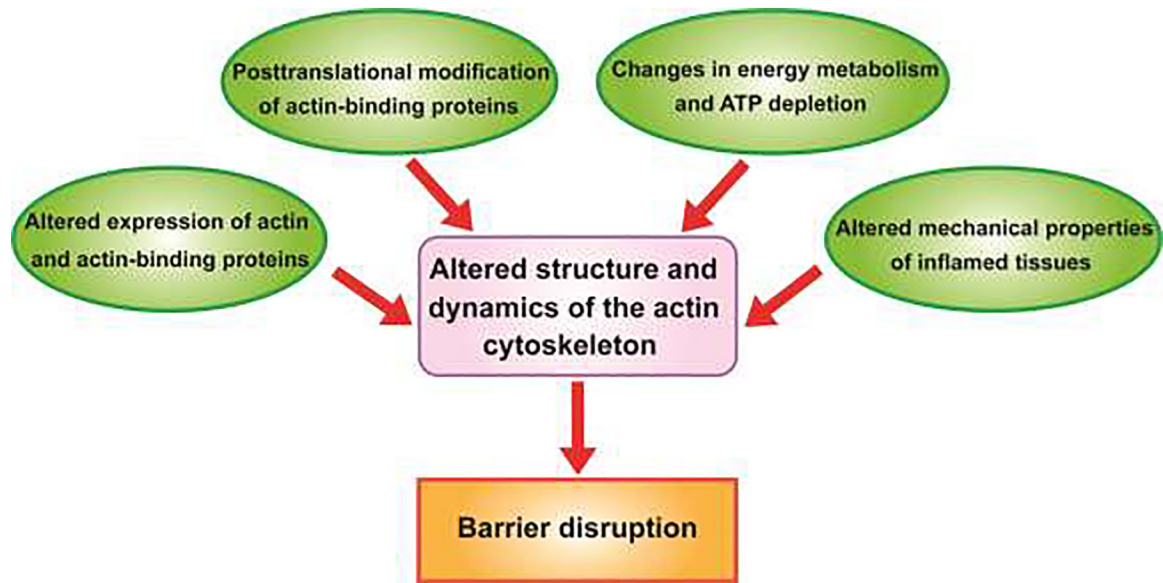 Posttranslational modification
of actin-binding proteins
Changes in energy metabolism
and ATP depletion
Altered expression of actin
and actin-binding proteins
Altered mechanical properties
of inflamed tissues
Altered structure and
dynamics of the actin
cytoskeleton
Barrier disruption